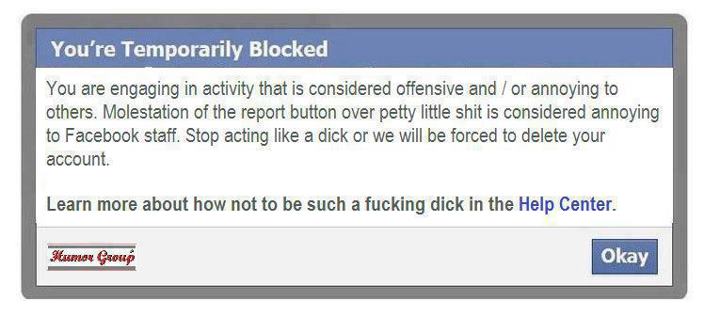 You're Temporarily Blocked
You are engaging in activity that is considered offensive and / or annoying to
others. Molestation of the report button over petty little shit is considered annoying
to Facebook staff. Stop acting like a dick or we will be forced to delete your
account.
Learn more about how not to be such a fucking dick in the Help Center.
Humor Group
Okay